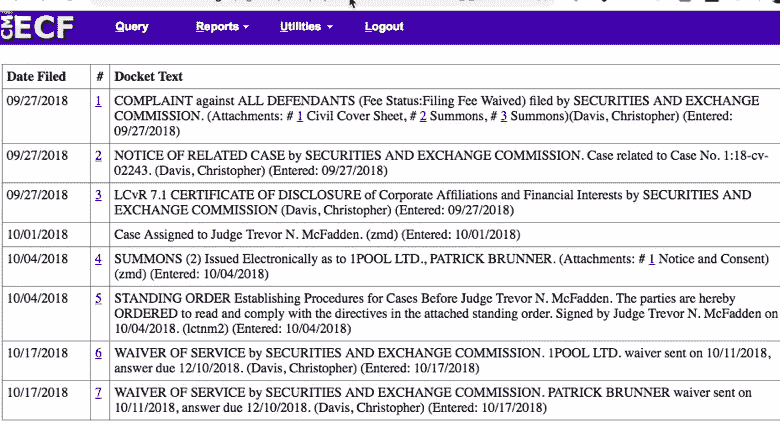 CM/ECF Query Reports Utilities Logout
Date Filed # Docket Text
09/27/2018 1 COMPLAINT against ALL DEFENDANTS (Fee Status:Filing Fee Waived) filed by SECURITIES AND EXCHANGE
COMMISSION. (Attachments: # 1 Civil Cover Sheet, # 2 Summons, # 3 Summons)(Davis, Christopher) (Entered:
09/27/2018)
09/27/2018 2 NOTICE OF RELATED CASE by SECURITIES AND EXCHANGE COMMISSION. Case related to Case No. 1:18-cv-
02243. (Davis, Christopher) (Entered: 09/27/2018)
09/27/2018 3 LCvR 7.1 CERTIFICATE OF DISCLOSURE of Corporate Affiliations and Financial Interests by SECURITIES AND
EXCHANGE COMMISSION (Davis, Christopher) (Entered: 09/27/2018)
10/01/2018 Case Assigned to Judge Trevor N. McFadden. (zmd) (Entered: 10/01/2018)
10/04/2018 4 SUMMONS (2) Issued Electronically as to 1POOL LTD., PATRICK BRUNNER. (Attachments: # 1 Notice and Consent)
(zmd) (Entered: 10/04/2018)
10/04/2018 5 STANDING ORDER Establishing Procedures for Cases Before Judge Trevor N. McFadden. The parties are hereby
ORDERED to read and comply with the directives in the attached standing order. Signed by Judge Trevor N. McFadden on
10/04/2018. (lctnm2) (Entered: 10/04/2018)
10/17/2018 6 WAIVER OF SERVICE by SECURITIES AND EXCHANGE COMMISSION. 1POOL LTD. waiver sent on 10/11/2018,
answer due 12/10/2018. (Davis, Christopher) (Entered: 10/17/2018)
10/17/2018 7 WAIVER OF SERVICE by SECURITIES AND EXCHANGE COMMISSION. PATRICK BRUNNER waiver sent on
10/11/2018, answer due 12/10/2018. (Davis, Christopher) (Entered: 10/17/2018)